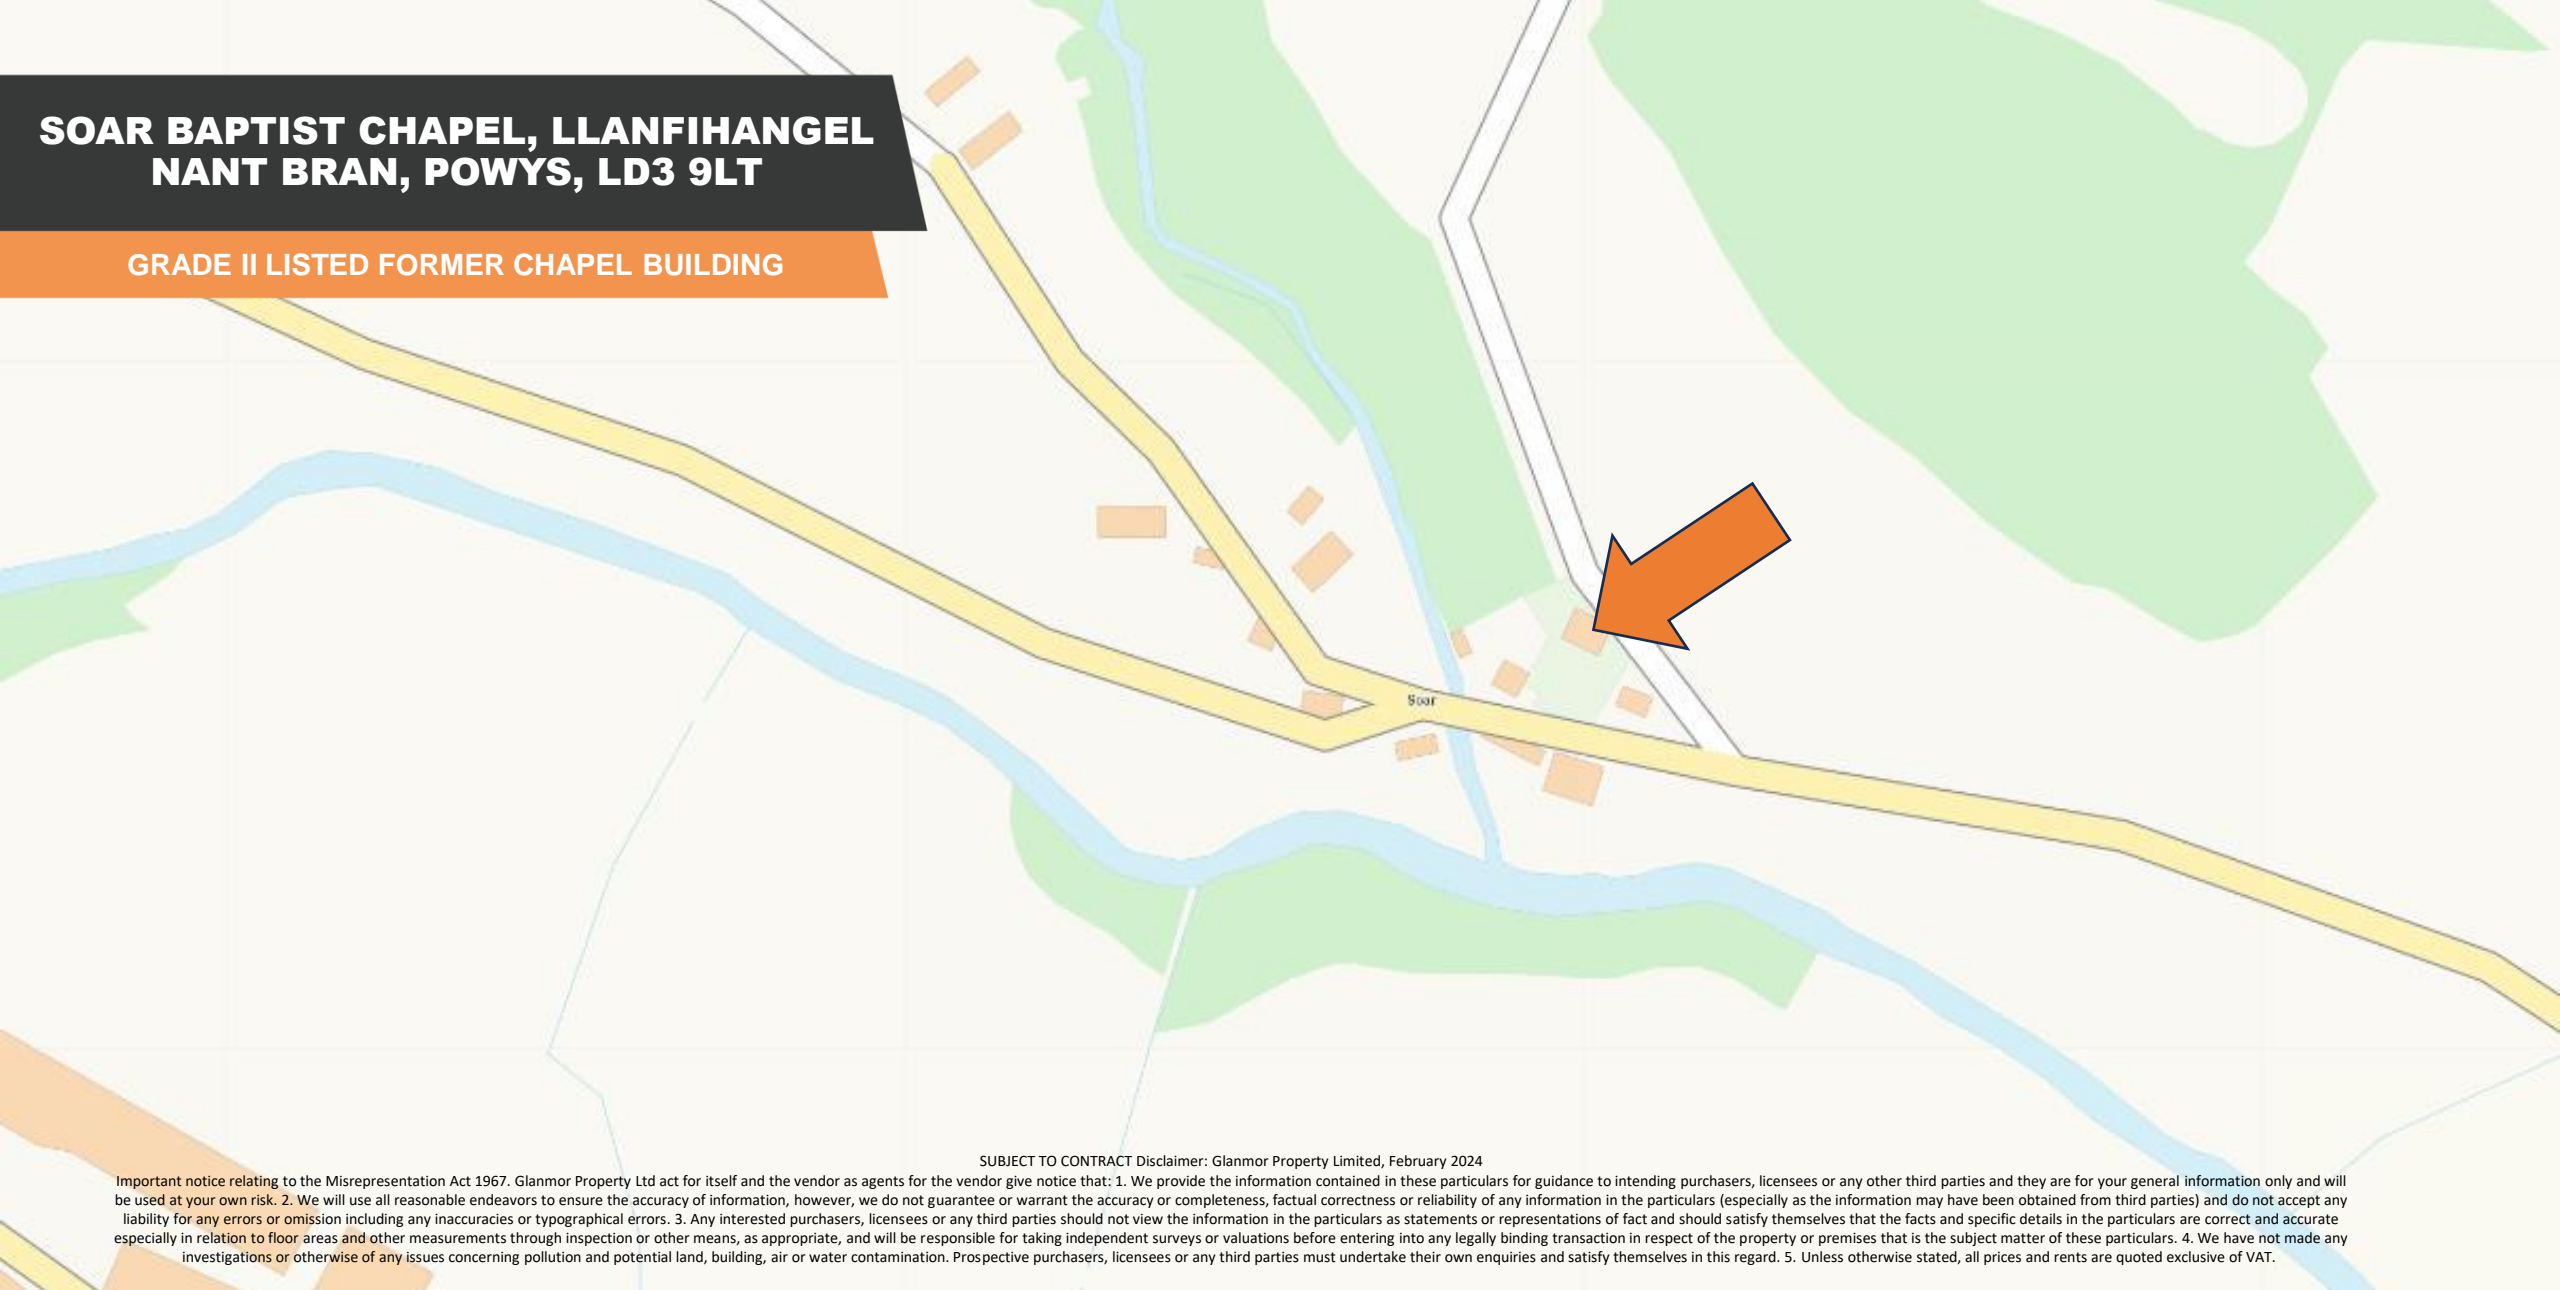 SOAR BAPTIST CHAPEL, LLANFIHANGEL
NANT BRAN, POWYS, LD3 9LT
GRADE II LISTED FORMER CHAPEL BUILDING
Soar
SUBJECT TO CONTRACT Disclaimer: Glanmor Property Limited, February 2024
Important notice relating to the Misrepresentation Act 1967. Glanmor Property Ltd act for itself and the vendor as agents for the vendor give notice that: 1. We provide the information contained in these particulars for guidance to intending purchasers, licensees or any other third parties and they are for your general information only and will
be used at your own risk. 2. We will use all reasonable endeavors to ensure the accuracy of information, however, we do not guarantee or warrant the accuracy or completeness, factual correctness or reliability of any information in the particulars (especially as the information may have been obtained from third parties) and do not accept any
liability for any errors or omission including any inaccuracies or typographical errors. 3. Any interested purchasers, licensees or any third parties should not view the information in the particulars as statements or representations of fact and should satisfy themselves that the facts and specific details in the particulars are correct and accurate
especially in relation to floor areas and other measurements through inspection or other means, as appropriate, and will be responsible for taking independent surveys or valuations before entering into any legally binding transaction in respect of the property or premises that is the subject matter of these particulars. 4. We have not made any
investigations or otherwise of any issues concerning pollution and potential land, building, air or water contamination. Prospective purchasers, licensees or any third parties must undertake their own enquiries and satisfy themselves in this regard. 5. Unless otherwise stated, all prices and rents are quoted exclusive of VAT.